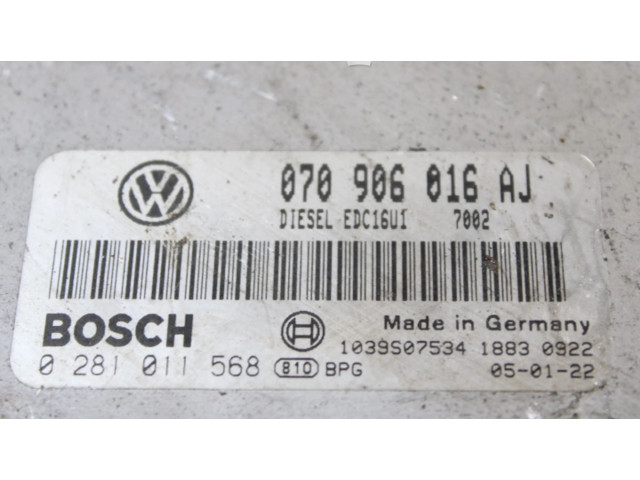 070 906 016 AJ
DIESEL EDC16U1 7002
BOSCH
Made in Germany
1039S07534 1883 0922
0 281 011 568 810 BPG
05-01-22